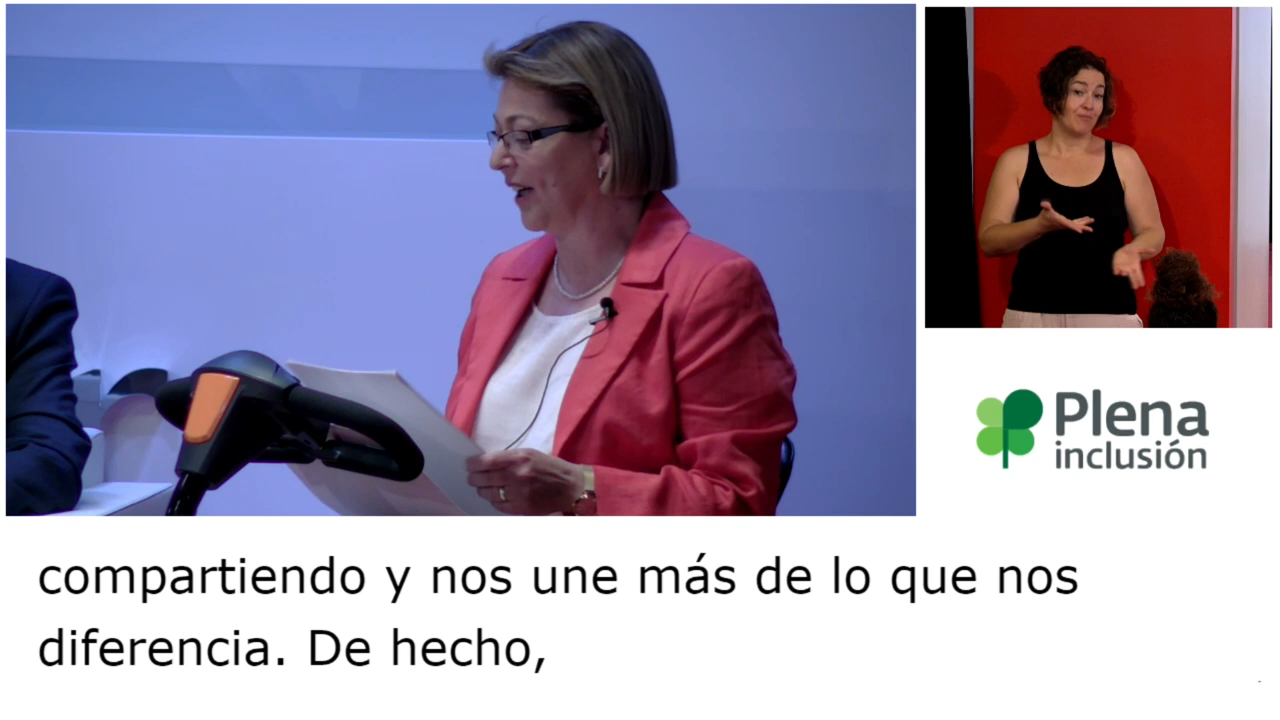 Plena
inclusión
compartiendo y nos une más de lo que nos
diferencia. De hecho,